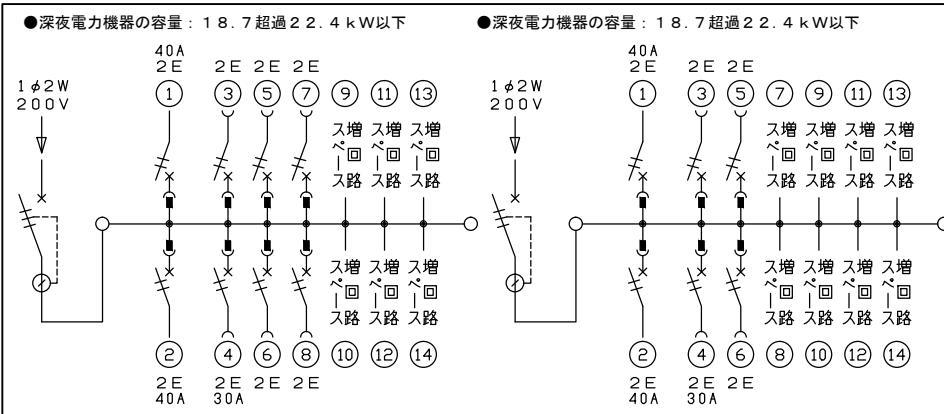 ●深夜電力機器の容量：18.7超過22.4kW以下
40A
2E 2E 2E 2E
1φ2W
200V
① ③ ⑤ ⑦ ⑨ ⑪ ⑬
増回路スペース 増回路スペース 増回路スペース
増回路スペース 増回路スペース 増回路スペース
② ④ ⑥ ⑧ ⑩ ⑫ ⑭
2E 2E 2E 2E
40A 30A
●深夜電力機器の容量：18.7超過22.4kW以下
40A
2E 2E 2E
1φ2W
200V
① ③ ⑤ ⑦ ⑨ ⑪ ⑬
増回路スペース 増回路スペース 増回路スペース 増回路スペース
増回路スペース 増回路スペース 増回路スペース 増回路スペース
② ④ ⑥ ⑧ ⑩ ⑫ ⑭
2E 2E 2E
40A 30A